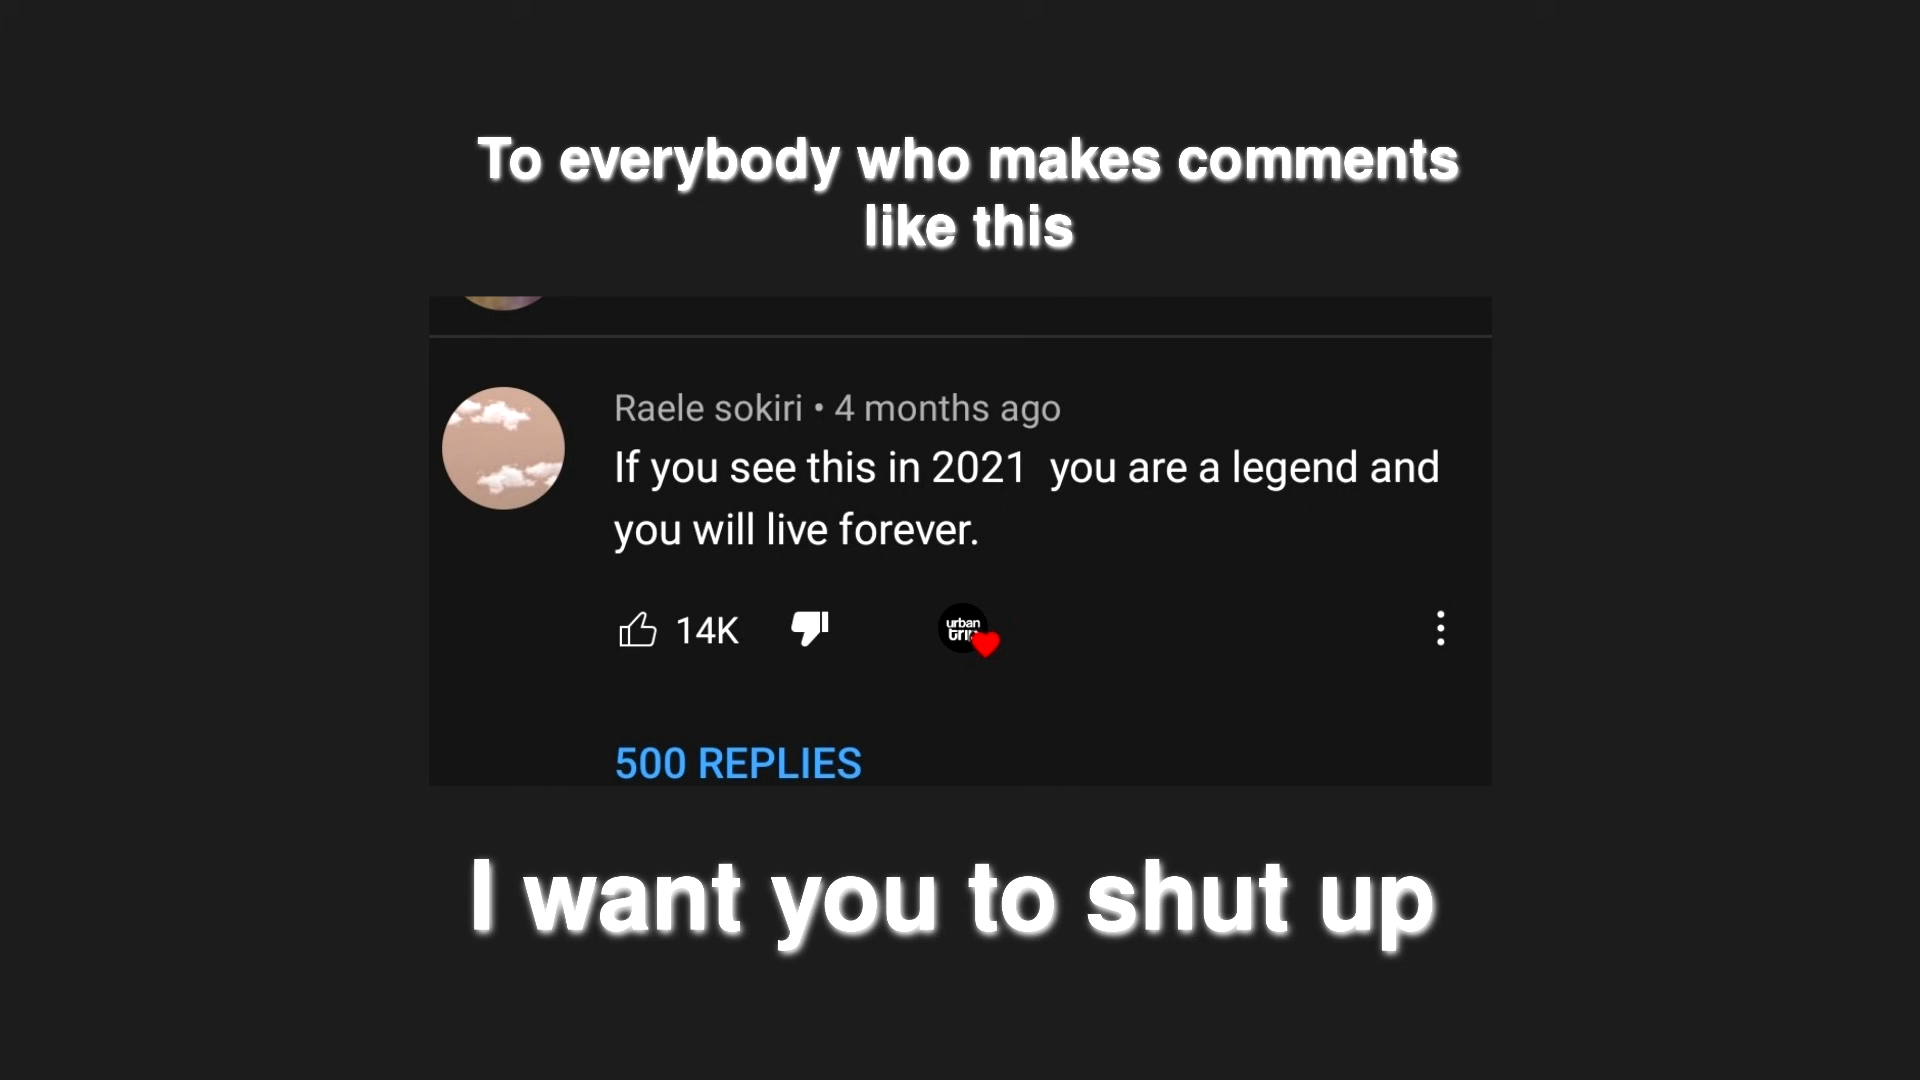 To everybody who makes comments
like this
Raele sokiri • 4 months ago
If you see this in 2021  you are a legend and
you will live forever.
14K
urban
trip
500 REPLIES
I want you to shut up